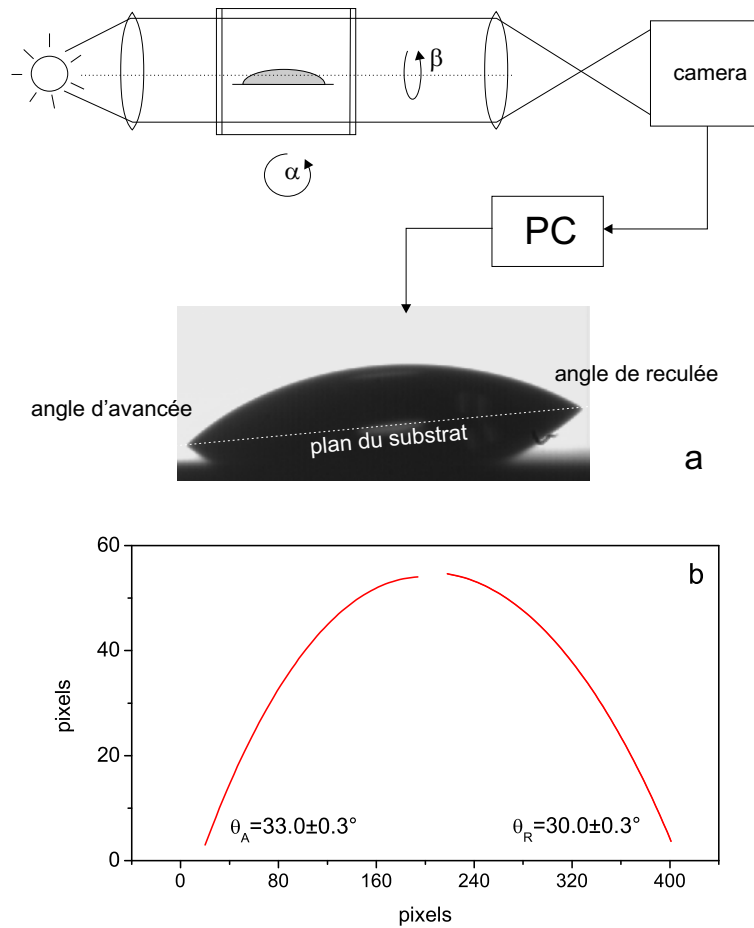 β
camera
α
PC
angle de reculée
angle d'avancée
plan du substrat
a
60
b
40
pixels
20
θA=33.0±0.3°
θR=30.0±0.3°
0
0
80
160
240
320
400
pixels